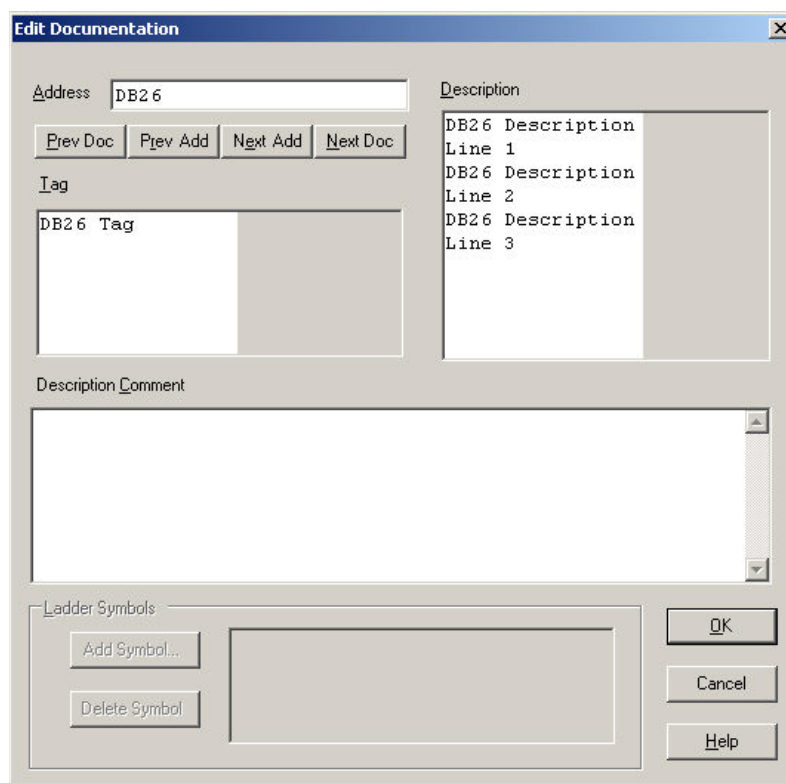 Edit Documentation
Address DB26
Prev Doc Prev Add Next Add Next Doc
Tag
DB26 Tag
Description
DB26 Description
Line 1
DB26 Description
Line 2
DB26 Description
Line 3
Description Comment
Ladder Symbols
Add Symbol...
Delete Symbol
OK
Cancel
Help